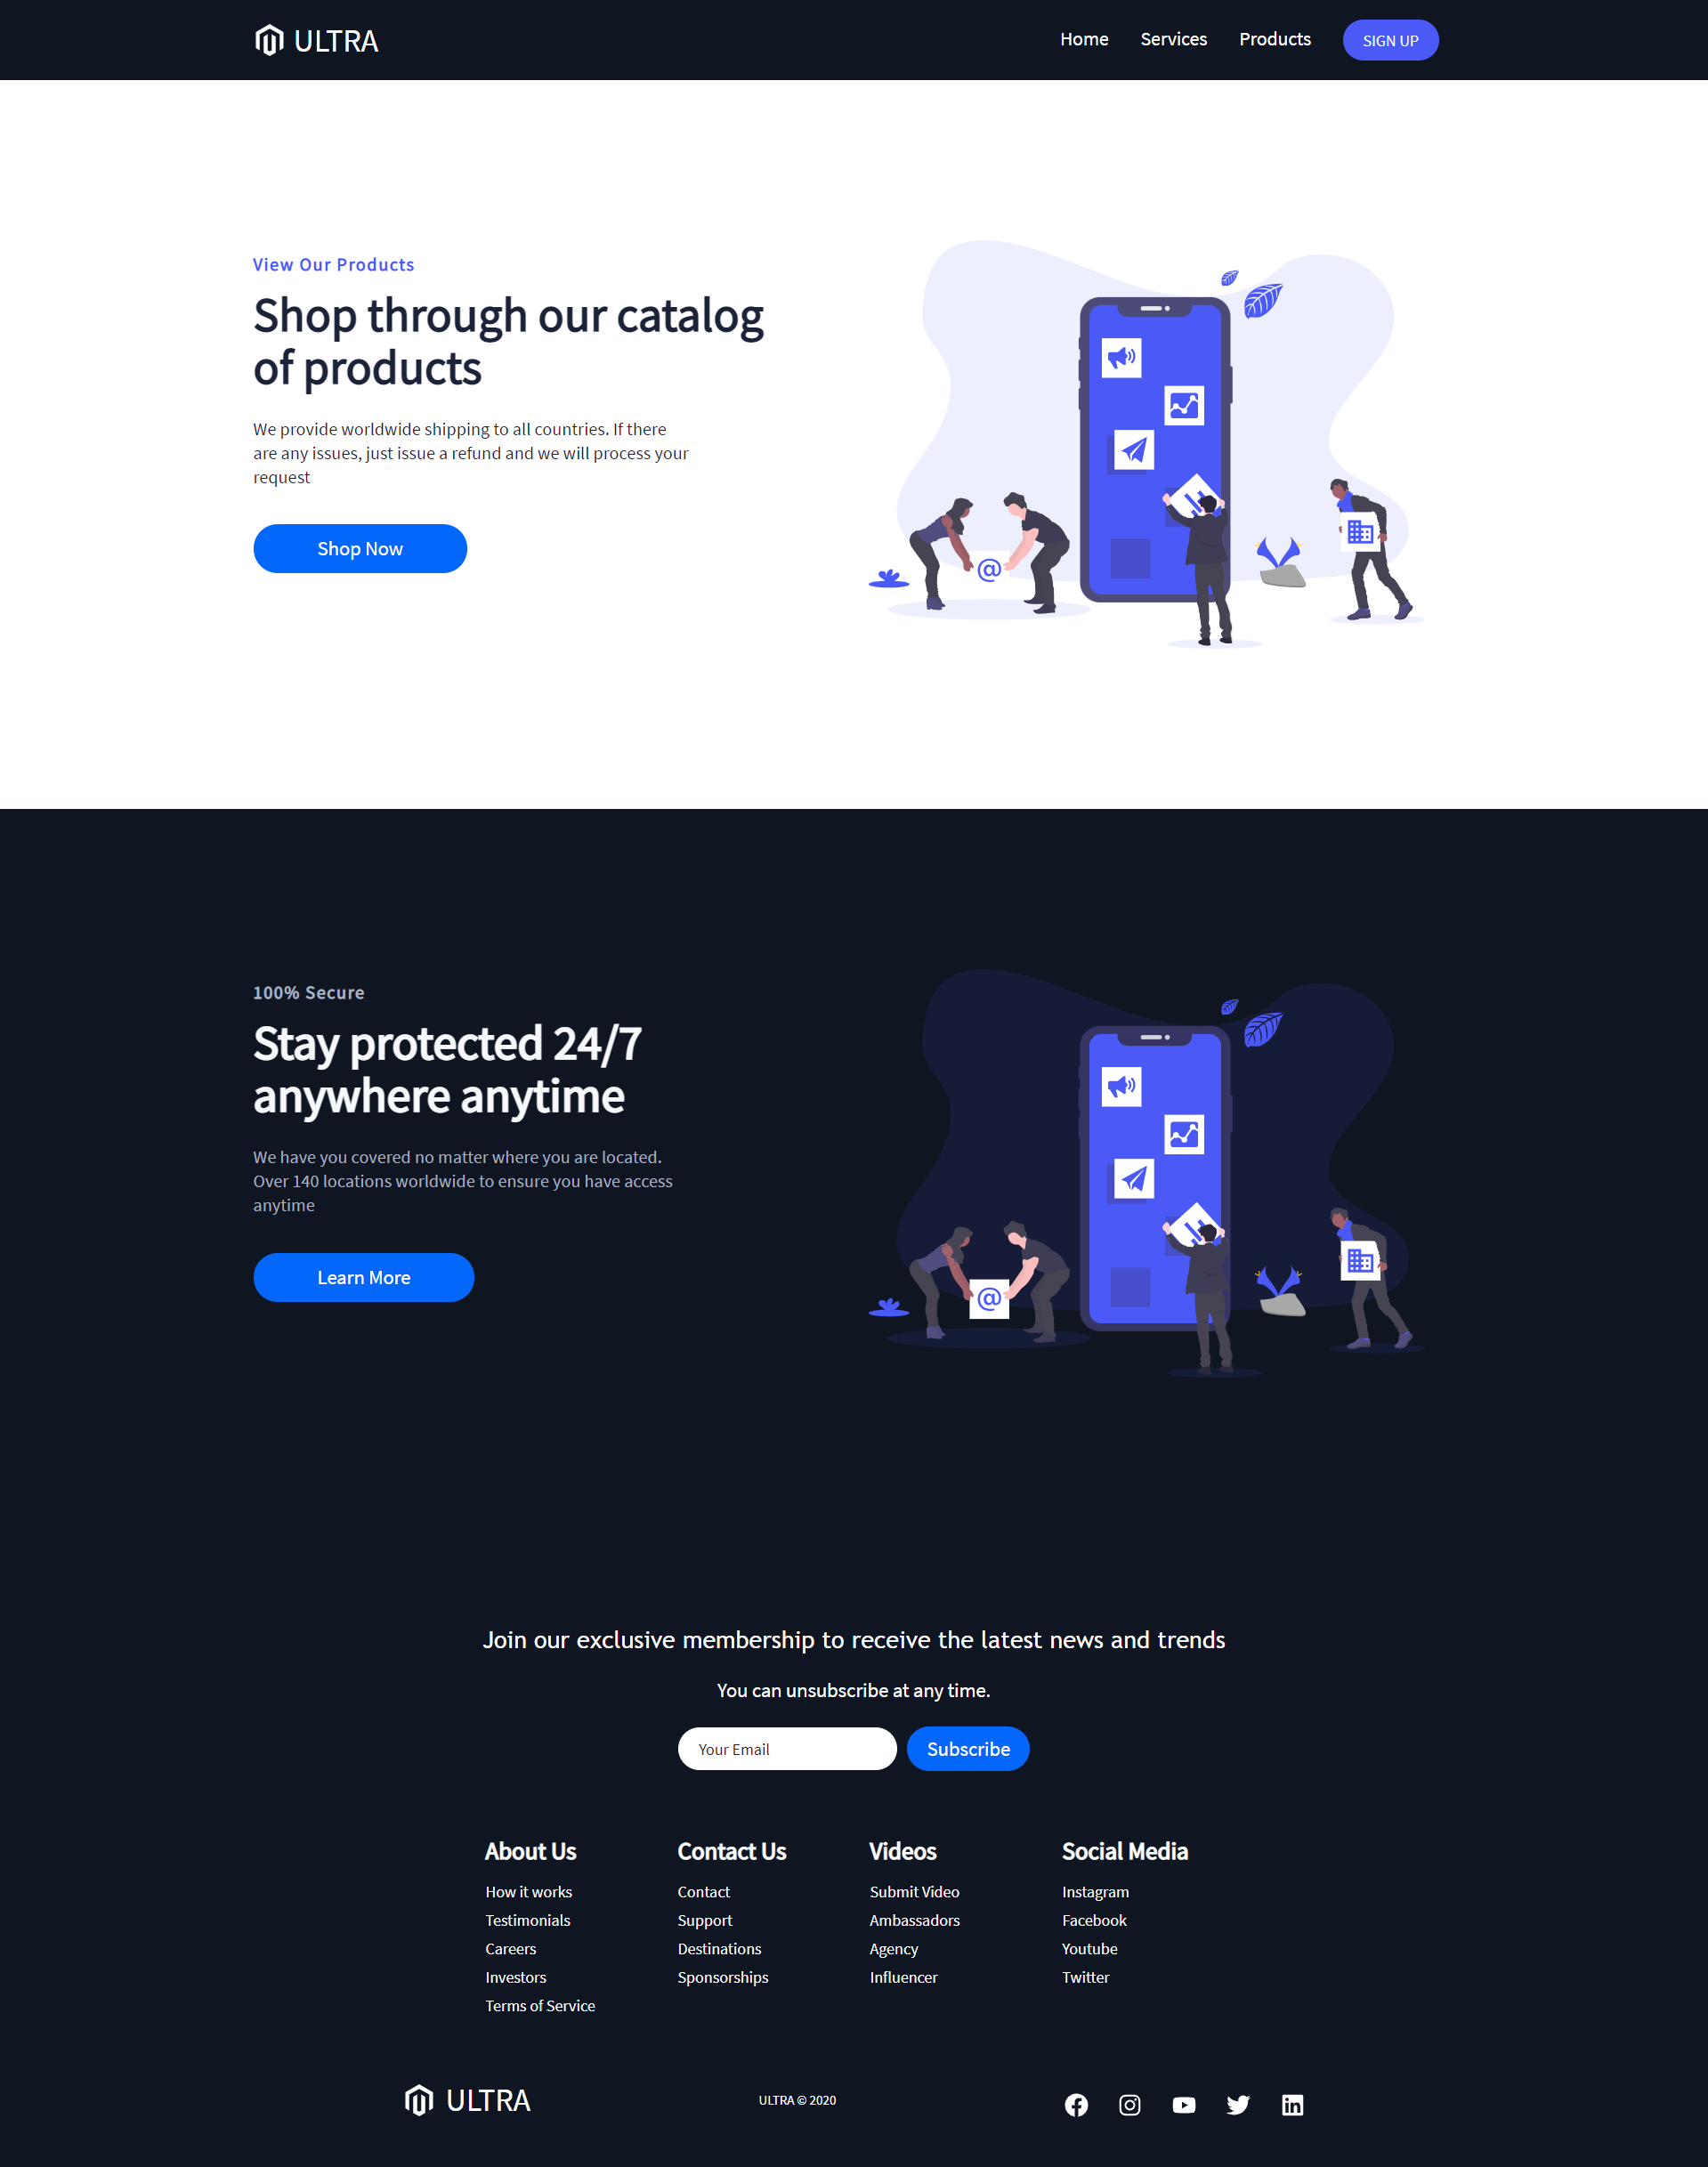 ULTRA
Home Services Products SIGN UP
View Our Products
Shop through our catalog
of products
We provide worldwide shipping to all countries. If there
are any issues, just issue a refund and we will process your
request
Shop Now
@
100% Secure
Stay protected 24/7
anywhere anytime
We have you covered no matter where you are located.
Over 140 locations worldwide to ensure you have access
anytime
Learn More
@
Join our exclusive membership to receive the latest news and trends
You can unsubscribe at any time.
Your Email Subscribe
About Us
How it works
Testimonials
Careers
Investors
Terms of Service
Contact Us
Contact
Support
Destinations
Sponsorships
Videos
Submit Video
Ambassadors
Agency
Influencer
Social Media
Instagram
Facebook
Youtube
Twitter
ULTRA
ULTRA © 2020